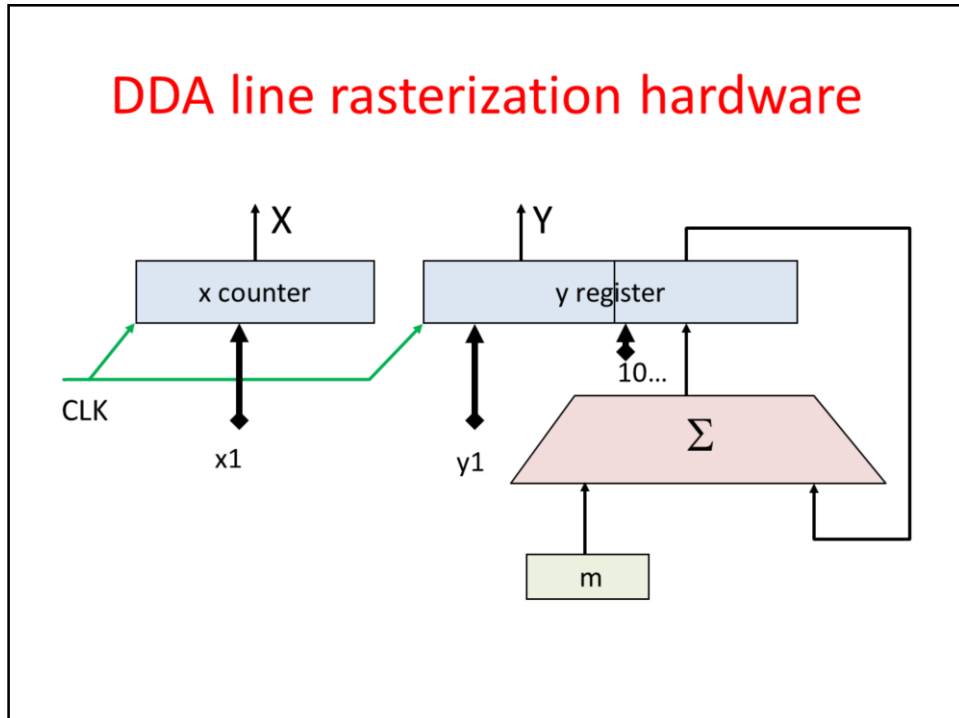 DDA line rasterization hardware
X
Y
x counter
y register
10...
CLK
Σ
x1
y1
m